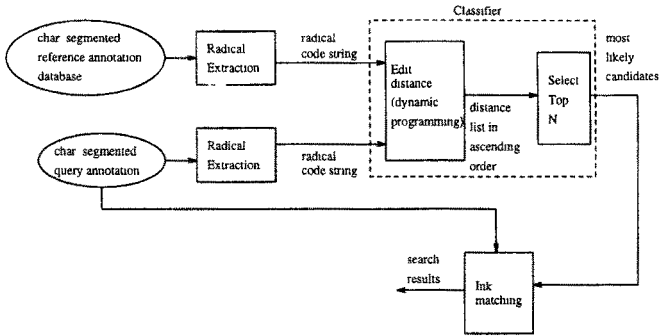 Classifier
char segmented
reference annotation
database
Radical
Extraction
radical
code string
Edit
distance
(dynamic
programming)
distance
list in
ascending
order
Select
Top
N
most
likely
candidates
char segmented
query annotation
Radical
Extraction
radical
code string
search
results
Ink
matching